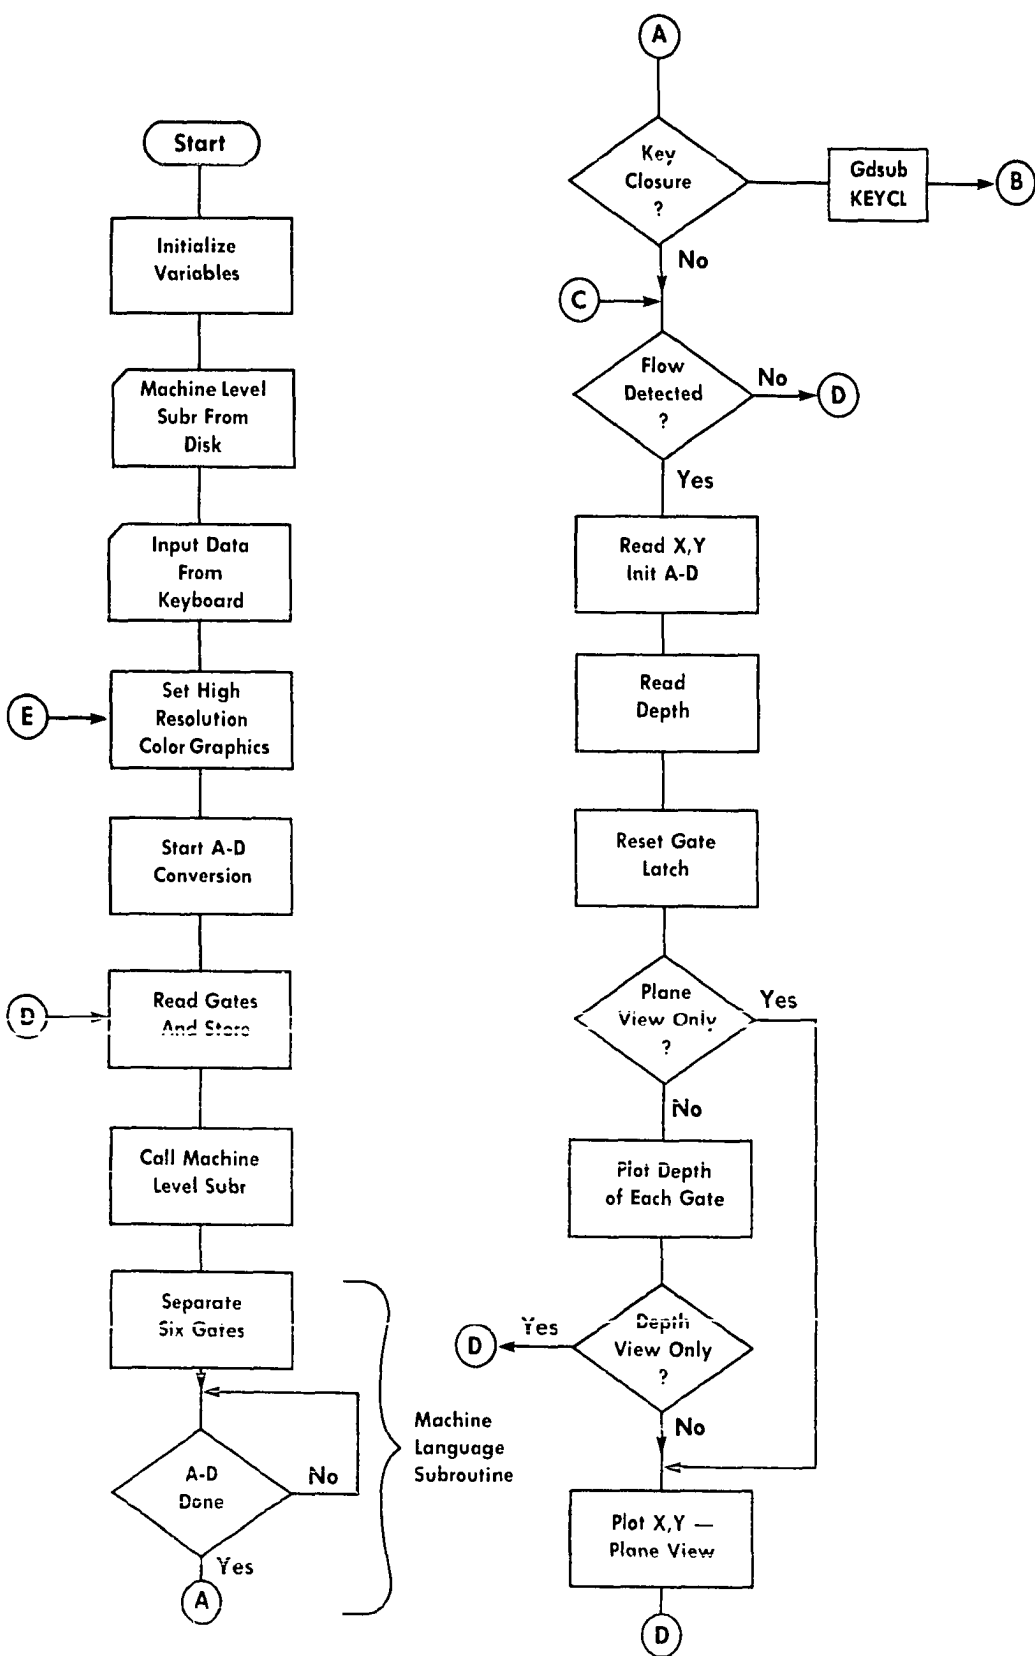 Start
Initialize
Variables
Machine Level
Subr From
Disk
Input Data
From
Keyboard
E
Set High
Resolution
Color Graphics
Start A-D
Conversion
D
Read Gates
And Store
Call Machine
Level Subr
Separate
Six Gates
A-D
Done
No
Yes
A
Machine
Language
Subroutine
A
Key
Closure
?
Gdsub
KEYCL
B
No
C
Flow
Detected
?
No
D
Yes
Read X,Y
Init A-D
Read
Depth
Reset Gate
Latch
Plane
View Only
?
Yes
No
Plot Depth
of Each Gate
Depth
View Only
?
Yes
D
No
Plot X,Y —
Plane View
D